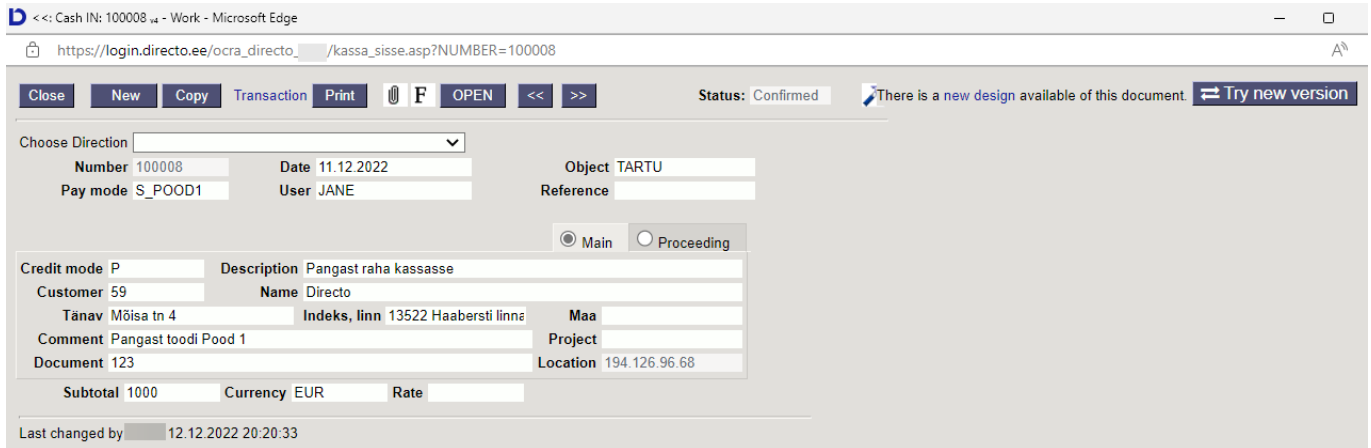 <<: Cash IN: 100008 v4 - Work - Microsoft Edge
https://login.directo.ee/ocra_directo_ /kassa_sisse.asp?NUMBER=100008 A
Close New Copy Transaction Print F OPEN << >> Status: Confirmed There is a new design available of this document. Try new version
Choose Direction
Number 100008 Date 11.12.2022 Object TARTU
Pay mode S_POOD1 User JANE Reference
Main Proceeding
Credit mode P Description Pangast raha kassasse
Customer 59 Name Directo
Tänav Mõisa tn 4 Indeks, linn 13522 Haabersti linna Maa
Comment Pangast toodi Pood 1 Project
Document 123 Location 194.126.96.68
Subtotal 1000 Currency EUR Rate
Last changed by 12.12.2022 20:20:33